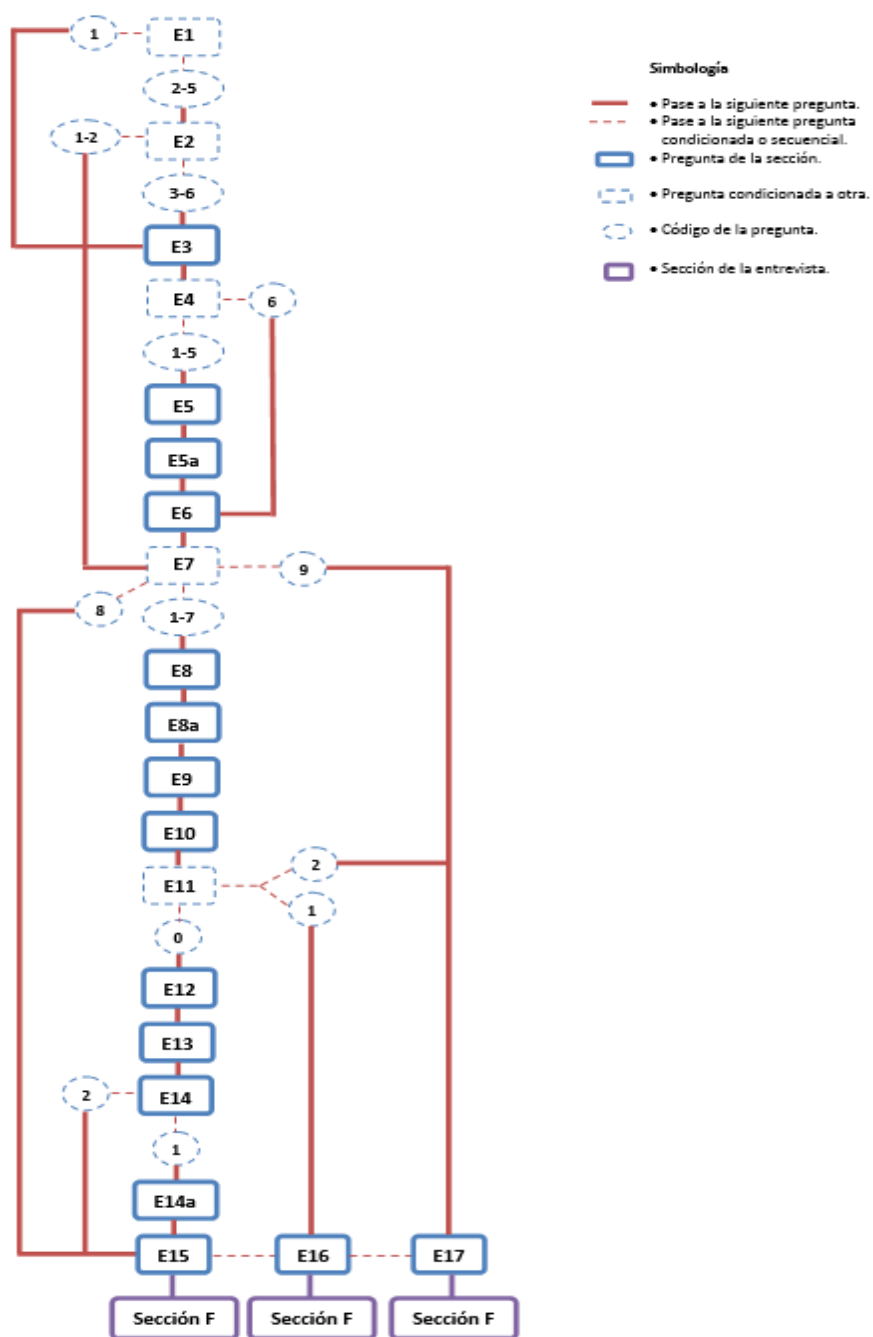 1
E1
2-5
1-2
E2
3-6
E3
E4
6
1-5
E5
E5a
E6
E7
9
8
1-7
E8
E8a
E9
E10
2
E11
1
0
E12
E13
2
E14
1
E14a
E15
E16
E17
Sección F
Sección F
Sección F
Simbología
• Pase a la siguiente pregunta.
• Pase a la siguiente pregunta
condicionada o secuencial.
• Pregunta de la sección.
• Pregunta condicionada a otra.
• Código de la pregunta.
• Sección de la entrevista.